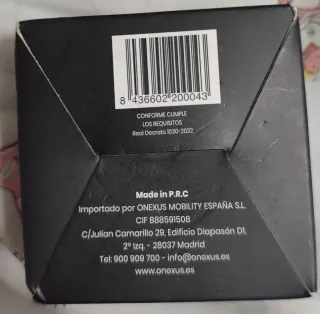 8 436602 200043
CONFORME CUMPLE
LOS REQUISITOS
Real Decreto 1030-2022
Made in P.R.C
Importado por ONEXUS MOBILITY ESPAÑA S.L
CIF B88591508
C/Julían Camarillo 29, Edificio Diapasón D1,
2º Izq. - 28037 Madrid
Tel: 900 909 700 - info@onexus.es
www.onexus.es